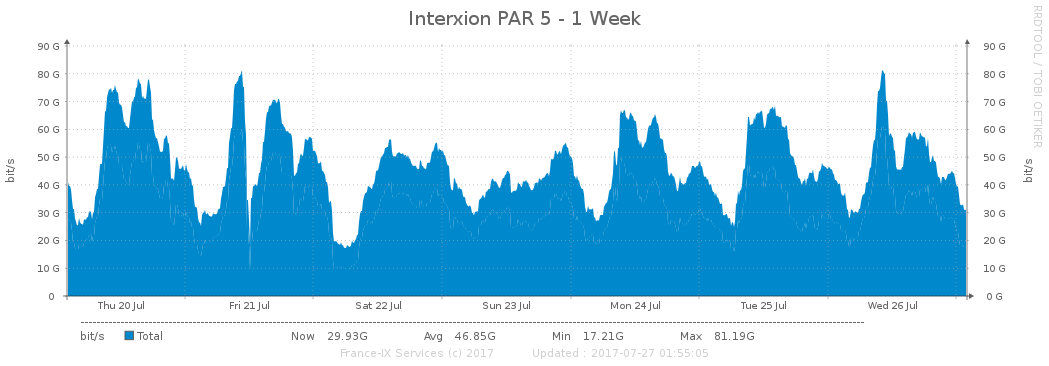 Interxion PAR 5 - 1 Week
RRDTOOL / TOBI OETIKER
90 G 90 G
80 G 80 G
70 G 70 G
60 G 60 G
50 G 50 G
40 G 40 G
30 G 30 G
20 G 20 G
10 G 10 G
0 0 G
bit/s
bit/s
Thu 20 Jul Fri 21 Jul Sat 22 Jul Sun 23 Jul Mon 24 Jul Tue 25 Jul Wed 26 Jul
bit/s Total Now 29.93G Avg 46.85G Min 17.21G Max 81.19G
France-IX Services (c) 2017 Updated : 2017-07-27 01:55:05